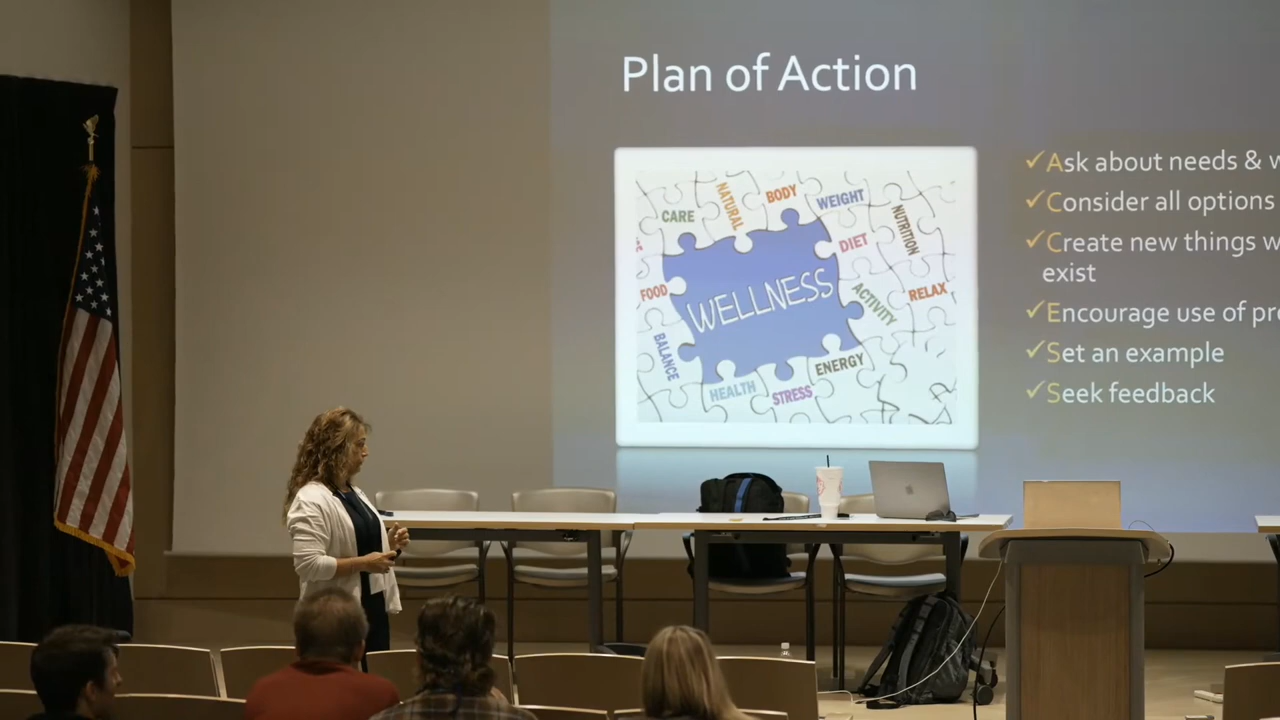 Plan of Action
✓Ask about needs &
✓Consider all options
✓Create new things
exist
✓Encourage use of
✓Set an example
✓Seek feedback
CARE
NATURAL
BODY
WEIGHT
NUTRITION
DIET
FOOD
WELLNESS
ACTIVITY
RELAX
BALANCE
ENERGY
HEALTH
STRESS